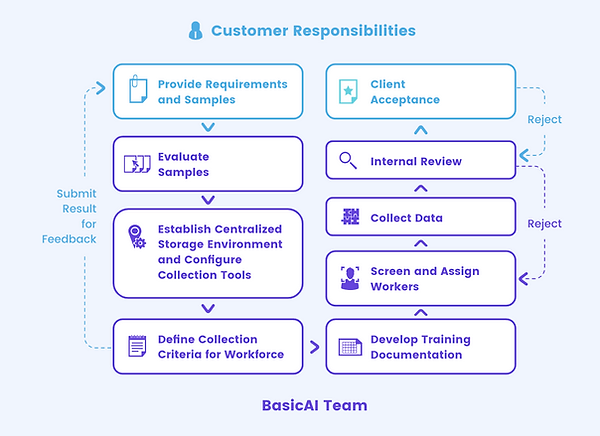 Customer Responsibilities
Provide Requirements
and Samples
Evaluate
Samples
Establish Centralized
Storage Environment
and Configure
Collection Tools
Define Collection
Criteria for Workforce
Submit
Result
for
Feedback
Client
Acceptance
Internal Review
Collect Data
Screen and Assign
Workers
Develop Training
Documentation
Reject
Reject
BasicAI Team